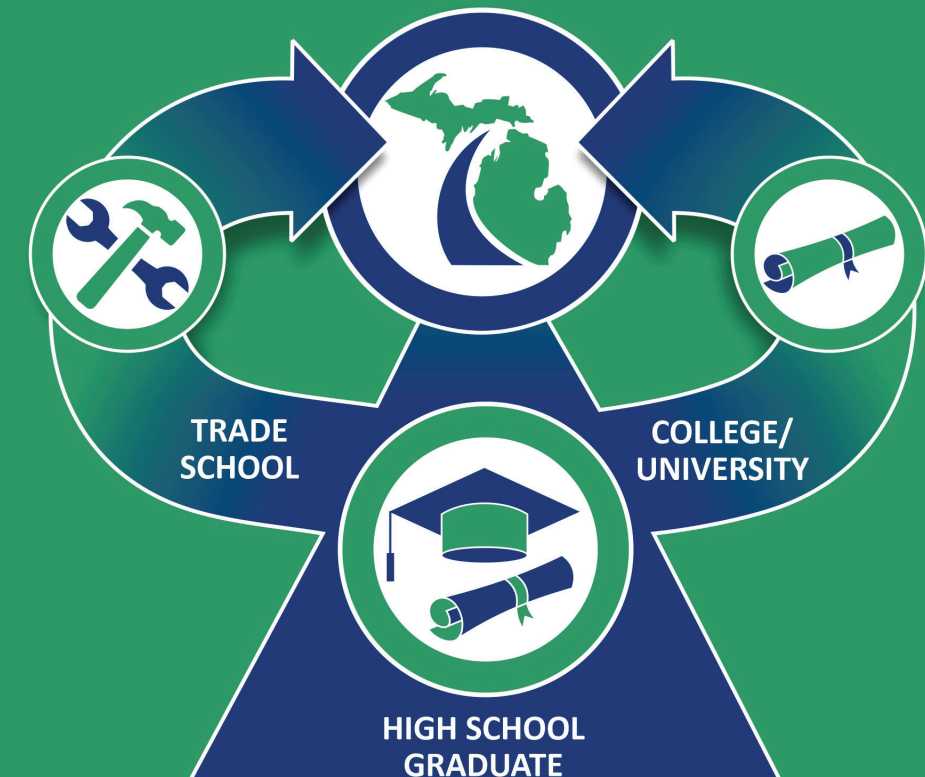 TRADE
SCHOOL
COLLEGE/
UNIVERSITY
HIGH SCHOOL
GRADUATE